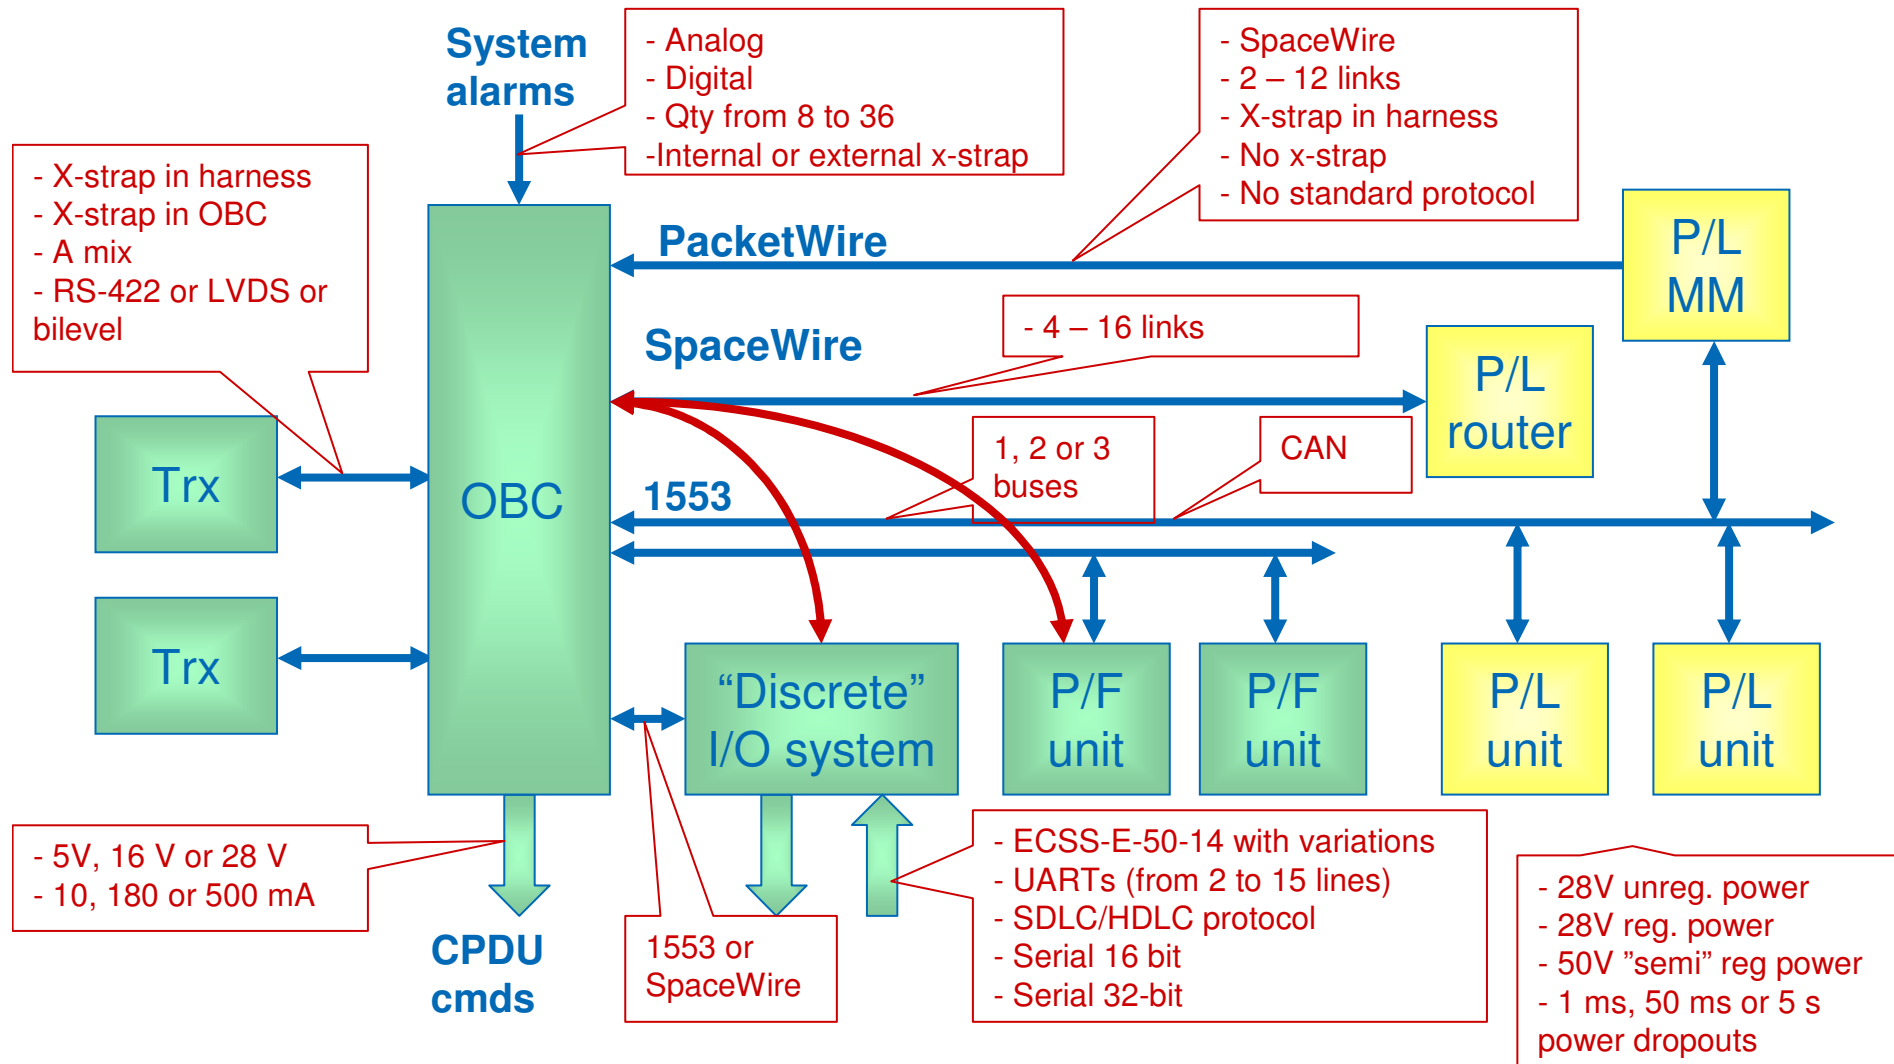 System
alarms
- Analog
- Digital
- Qty from 8 to 36
-Internal or external x-strap
- SpaceWire
- 2 – 12 links
- X-strap in harness
- No x-strap
- No standard protocol
- X-strap in harness
- X-strap in OBC
- A mix
- RS-422 or LVDS or
bilevel
PacketWire
P/L
MM
SpaceWire
- 4 – 16 links
P/L
router
Trx
OBC
1553
1, 2 or 3
buses
CAN
Trx
“Discrete”
I/O system
P/F
unit
P/F
unit
P/L
unit
P/L
unit
- 5V, 16 V or 28 V
- 10, 180 or 500 mA
CPDU
cmds
1553 or
SpaceWire
- ECSS-E-50-14 with variations
- UARTs (from 2 to 15 lines)
- SDLC/HDLC protocol
- Serial 16 bit
- Serial 32-bit
- 28V unreg. power
- 28V reg. power
- 50V ”semi” reg power
- 1 ms, 50 ms or 5 s
power dropouts